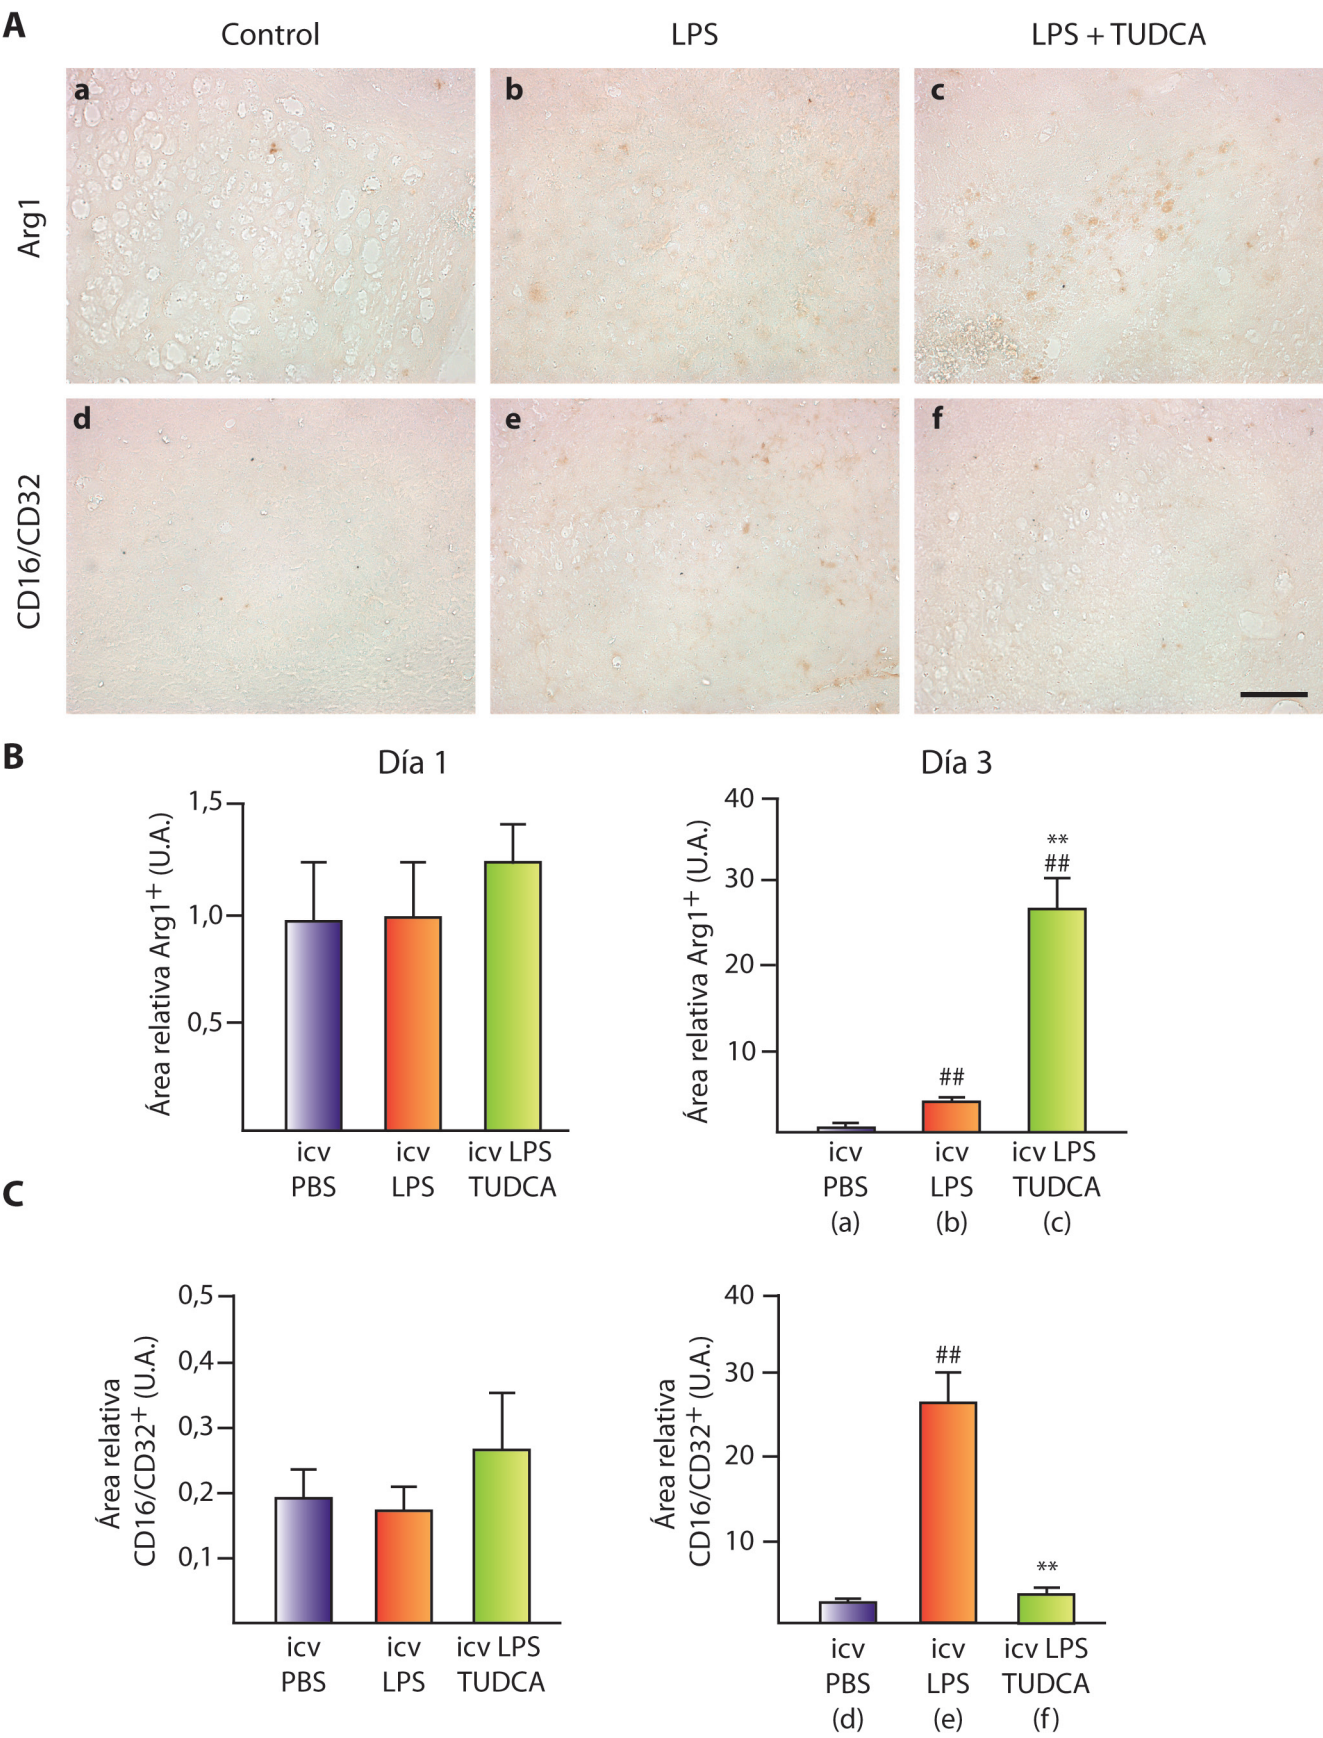 A
Control
LPS
LPS + TUDCA
Arg1
a
b
c
CD16/CD32
d
e
f
B
Día 1
Día 3
Área relativa Arg1+ (U.A.)
1,5
1,0
0,5
icv
PBS
icv
LPS
icv LPS
TUDCA
Área relativa Arg1+ (U.A.)
40
30
20
10
##
**
##
icv
PBS
(a)
icv
LPS
(b)
icv LPS
TUDCA
(c)
C
Área relativa
CD16/CD32+ (U.A.)
0,5
0,4
0,3
0,2
0,1
icv
PBS
icv
LPS
icv LPS
TUDCA
Área relativa
CD16/CD32+ (U.A.)
40
30
20
10
##
**
icv
PBS
(d)
icv
LPS
(e)
icv LPS
TUDCA
(f)